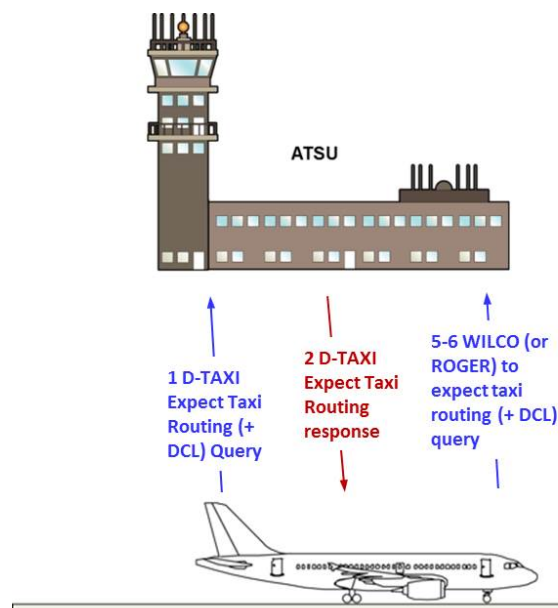 ATSU
1 D-TAXI
Expect Taxi
Routing (+
DCL) Query
2 D-TAXI
Expect Taxi
Routing
response
5-6 WILCO (or
ROGER) to
expect taxi
routing (+ DCL)
query